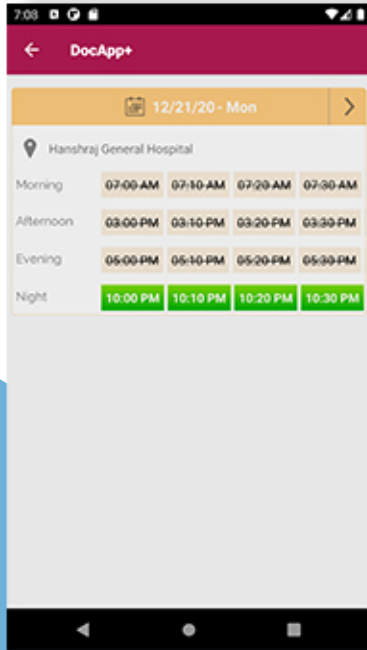 7:08
DocApp+
12/21/20 - Mon
Hanshraj General Hospital
Morning 07:00 AM 07:10 AM 07:20 AM 07:30 AM
Afternoon 03:00 PM 03:10 PM 03:20 PM 03:30 PM
Evening 05:00 PM 05:10 PM 05:20 PM 05:30 PM
Night 10:00 PM 10:10 PM 10:20 PM 10:30 PM